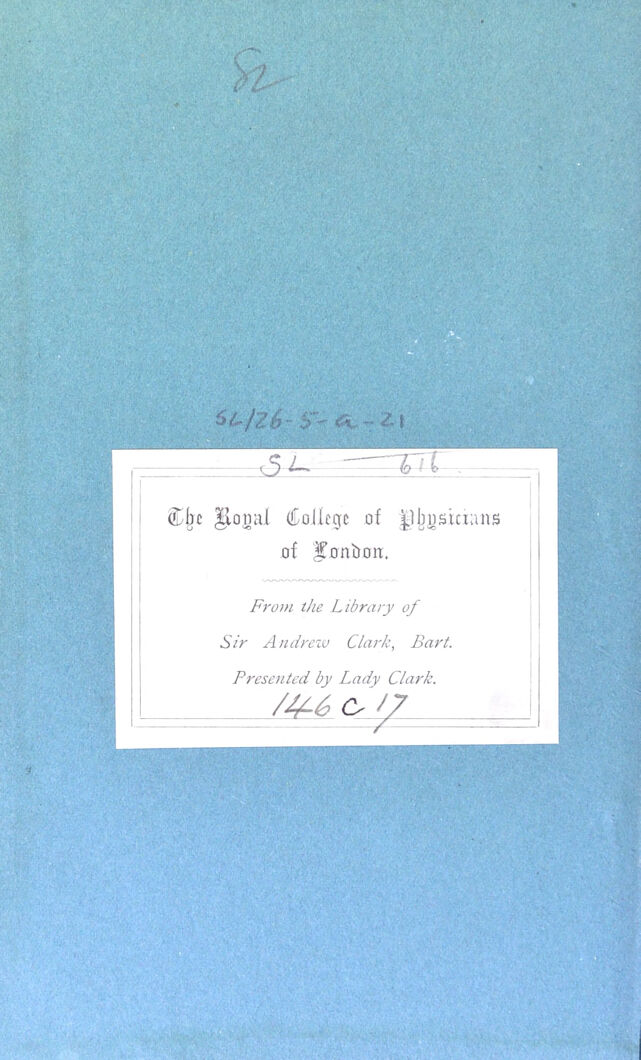 SL
SL/26-5-a-21
SL — 616
The Royal College of Physicians
of London.
From the Library of
Sir Andrew Clark, Bart.
Presented by Lady Clark.
146 C 17